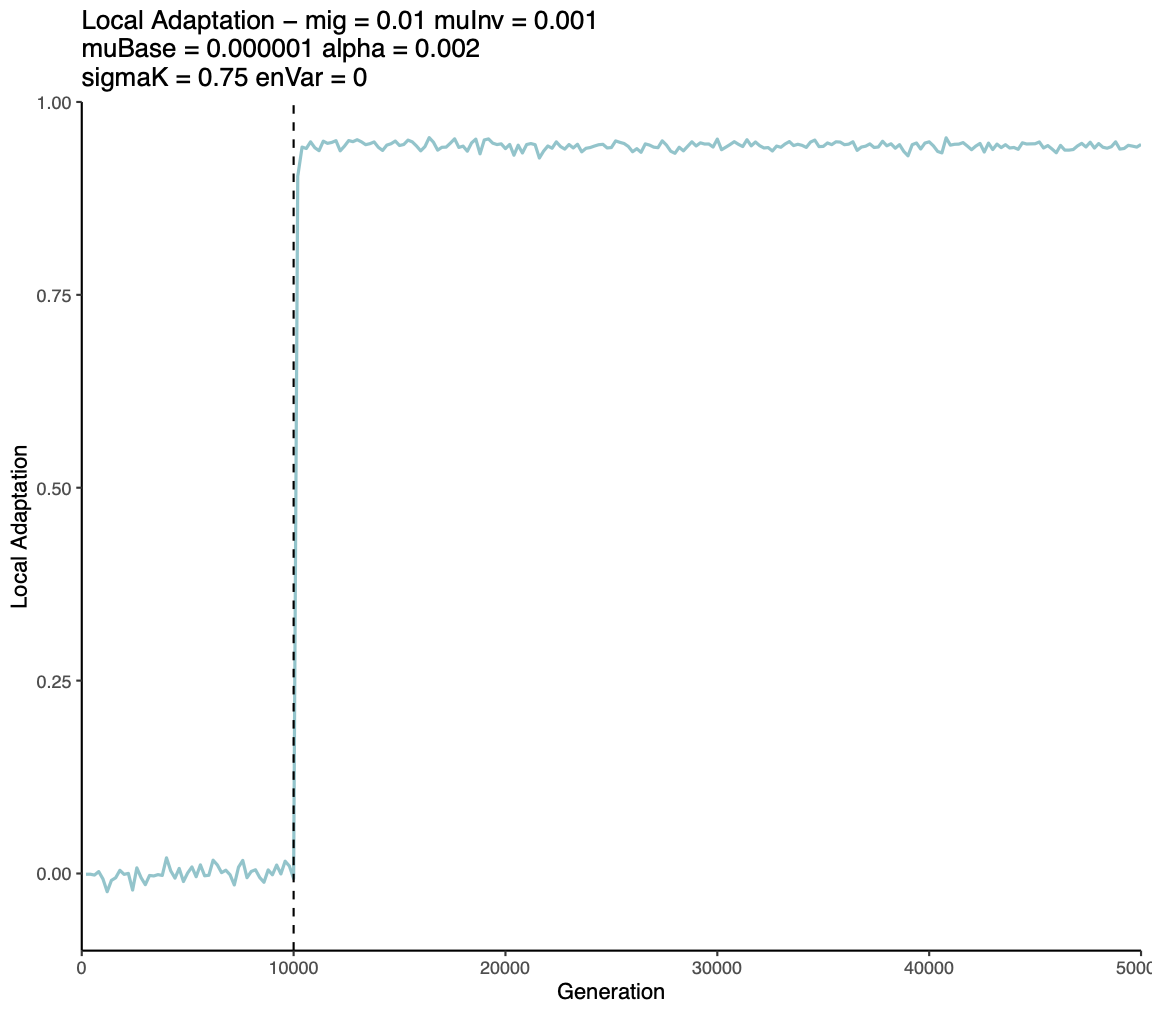 Local Adaptation – mig = 0.01 muInv = 0.001
muBase = 0.000001 alpha = 0.002
sigmaK = 0.75 enVar = 0
1.00
0.75
0.50
0.25
0.00
Local Adaptation
0
10000
20000
30000
40000
5000
Generation